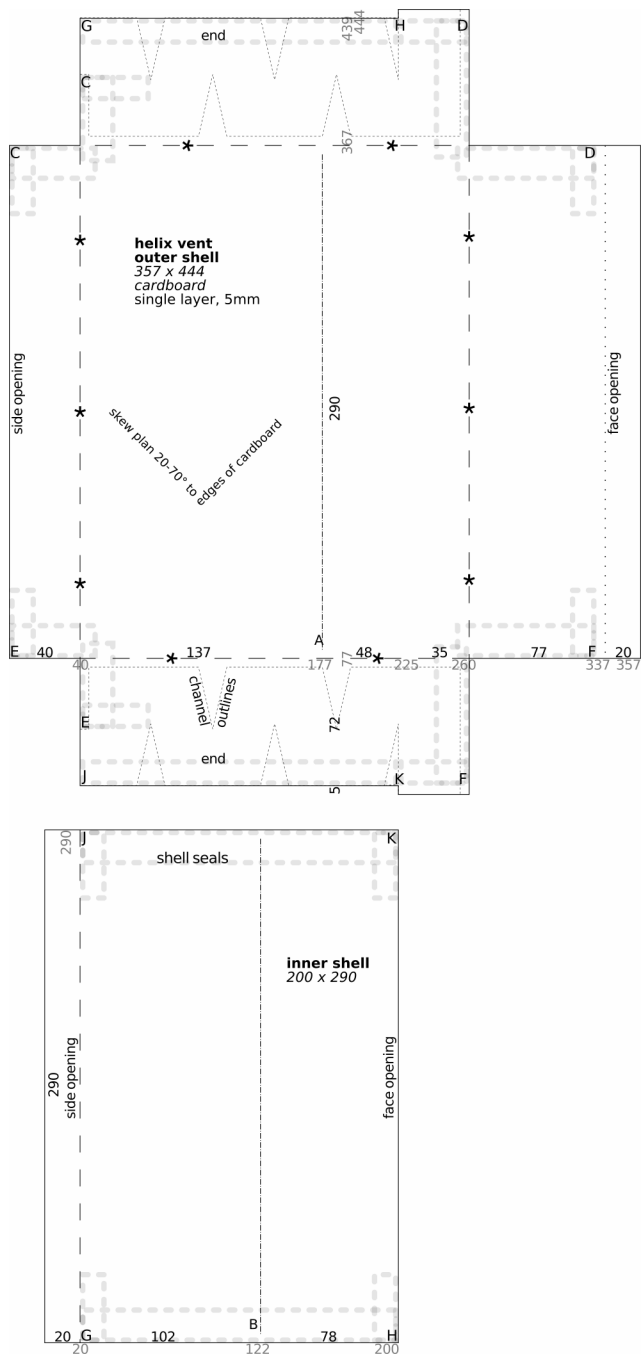 G
end
439
444
H
D
C
C
367
D
helix vent
outer shell
357 x 444
cardboard
single layer, 5mm
side opening
290
face opening
skew plan 20-70° to
edges of cardboard
E
40
137
A
48
35
77
F
20
40
177
77
225
260
337
357
channel
outlines
E
72
end
J
5
K
F
J
290
shell seals
K
inner shell
200 x 290
290
side opening
face opening
20
G
102
B
78
H
20
122
200